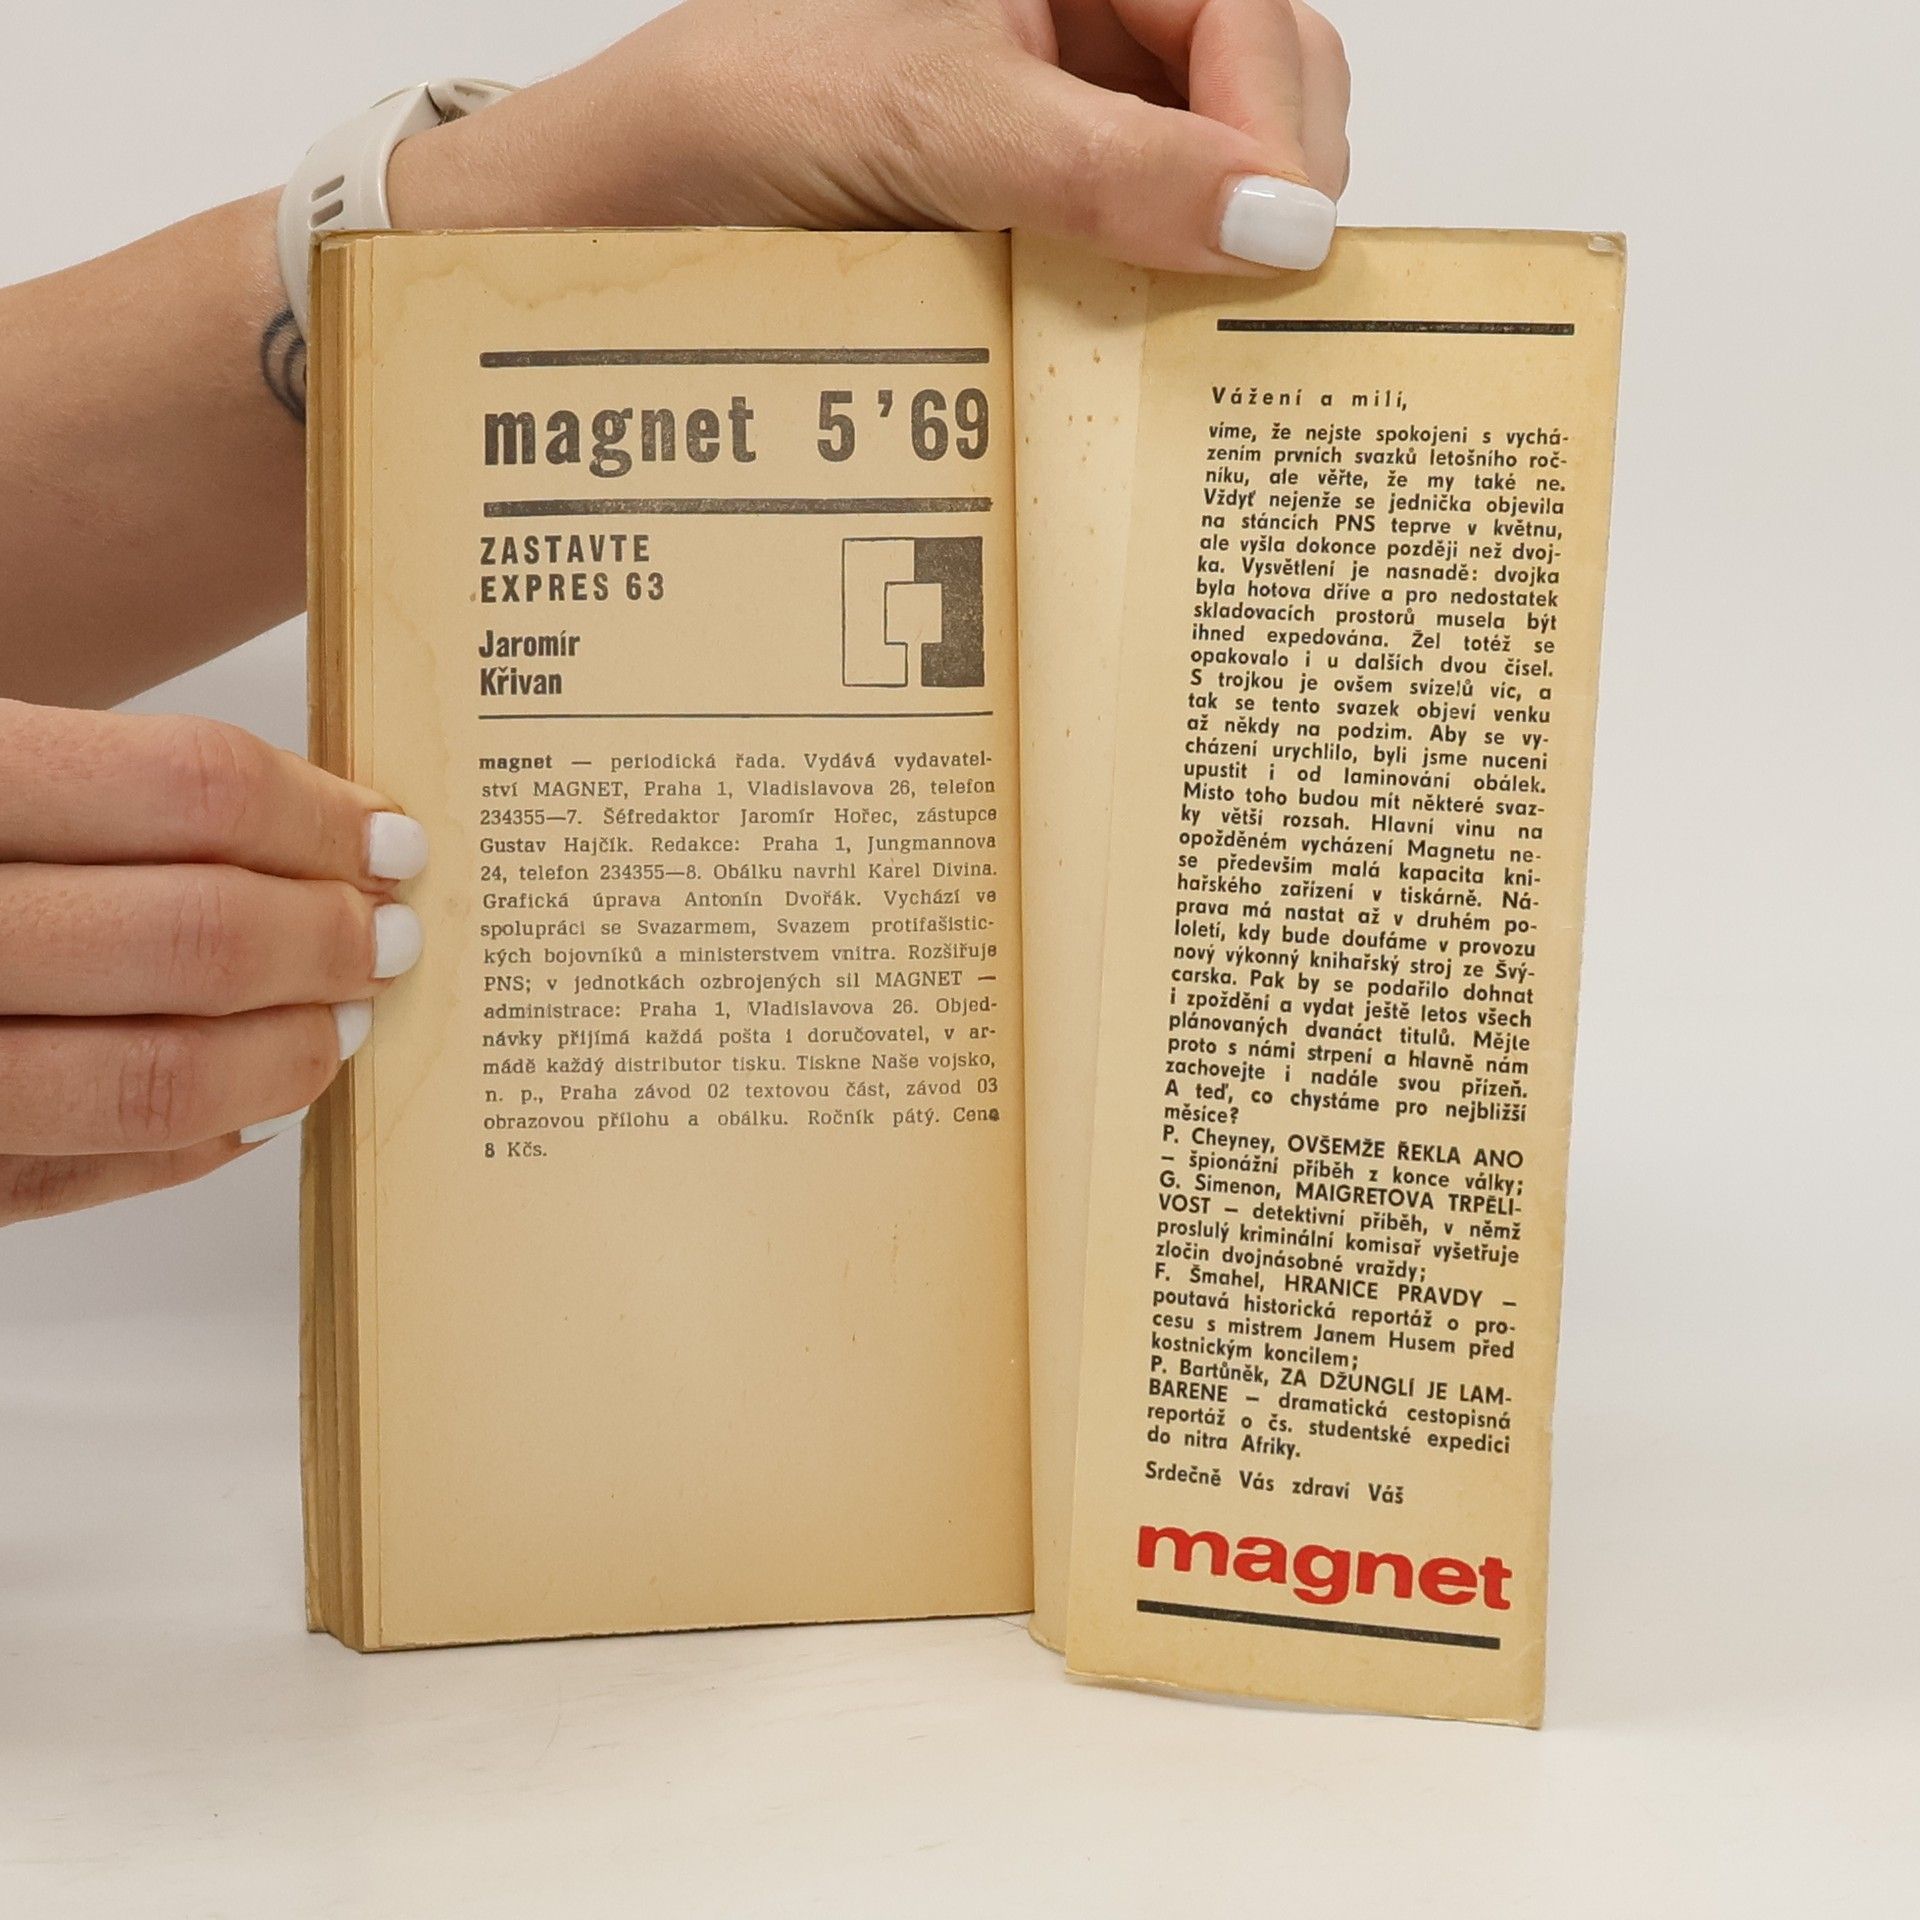 magnet 5’69
ZASTAVTE
EXPRES 63
Jaromír
Křivan
magnet — periodická řada. Vydává vydavatel-
ství MAGNET, Praha 1, Vladislavova 26, telefon
234355—7. Šéfredaktor Jaromír Hořec, zástupce
Gustav Hajčík. Redakce: Praha 1, Jungmannova
24, telefon 234355—8. Obálku navrhl Karel Divina.
Grafická úprava Antonín Dvořák. Vychází ve
spolupráci se Svazarmem, Svazem protifašistic-
kých bojovníků a ministerstvem vnitra. Rozšiřuje
PNS; v jednotkách ozbrojených sil MAGNET —
administrace: Praha 1, Vladislavova 26. Objed-
návky přijímá každá pošta i doručovatel, v ar-
mádě každý distributor tisku. Tiskne Naše vojsko,
n. p., Praha závod 02 textovou část, závod 03
obrazovou přílohu a obálku. Ročník pátý. Cena
8 Kčs.
Vážení a milí,
víme, že nejste spokojeni s vychá-
zením prvních svazků letošního roč-
níku, ale věřte, že my také ne.
Vždyť nejenže se jednička objevila
na stáncích PNS teprve v květnu,
ale vyšla dokonce později než dvoj-
ka. Vysvětlení je nasnadě: dvojka
byla hotova dříve a pro nedostatek
skladovacích prostorů musela být
ihned expedována. Žel totéž se
opakovalo i u dalších dvou čísel.
S trojkou je ovšem svízelů víc, a
tak se tento svazek objeví venku
až někdy na podzim. Aby se vy-
cházení urychlilo, byli jsme nuceni
upustit i od laminování obálek.
Místo toho budou mít některé svaz-
ky větší rozsah. Hlavní vinu na
opožděném vycházení Magnetu ne-
se především malá kapacita kni-
hařského zařízení v tiskárně. Ná-
prava má nastat až v druhém po-
loletí, kdy bude doufáme v provozu
nový výkonný knihařský stroj ze Švý-
carska. Pak by se podařilo dohnat
i zpoždění a vydat ještě letos všech
plánovaných dvanáct titulů. Mějte
proto s námi strpení a hlavně nám
zachovejte i nadále svou přízeň.
A teď, co chystáme pro nejbližší
měsíce?
P. Cheyney, OVŠEMŽE ŘEKLA ANO
– špionážní příběh z konce války;
G. Simenon, MAIGRETOVA TRPĚLI-
VOST – detektivní příběh, v němž
proslulý kriminální komisař vyšetřuje
zločin dvojnásobné vraždy;
F. Šmahel, HRANICE PRAVDY –
poutavá historická reportáž o pro-
cesu s mistrem Janem Husem před
kostnickým koncilem;
P. Bartůněk, ZA DŽUNGLÍ JE LAM-
BARENE – dramatická cestopisná
reportáž o čs. studentské expedici
do nitra Afriky.
Srdečně Vás zdraví Váš
magnet